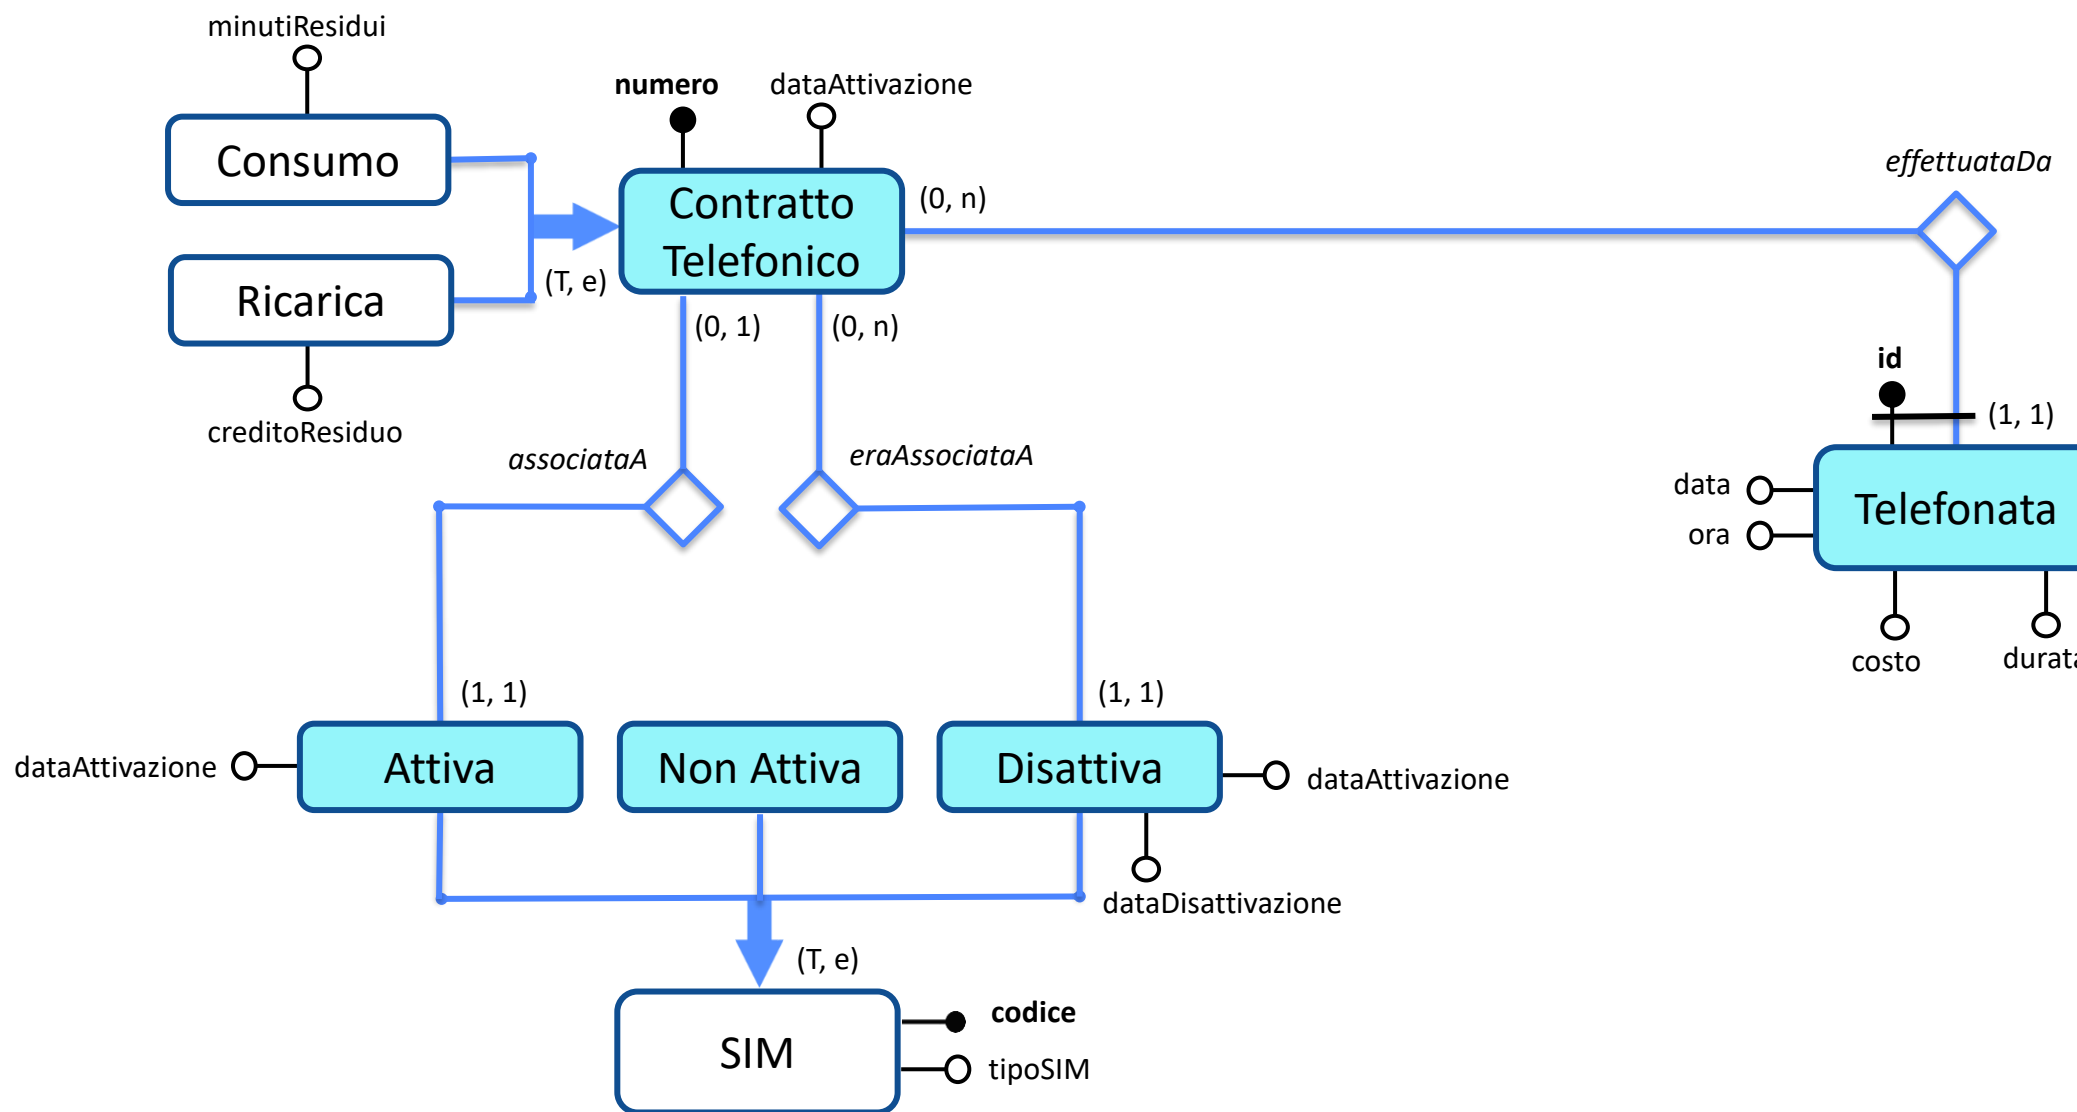 minutiResidui
numero
dataAttivazione
Consumo
Contratto
Telefonico
(0, n)
effettuataDa
Ricarica
(T, e)
(0, 1)
(0, n)
creditoResiduo
id
(1, 1)
associataA
eraAssociataA
data
ora
Telefonata
costo
durata
(1, 1)
(1, 1)
dataAttivazione
Attiva
Non Attiva
Disattiva
dataAttivazione
dataDisattivazione
(T, e)
SIM
codice
tipoSIM